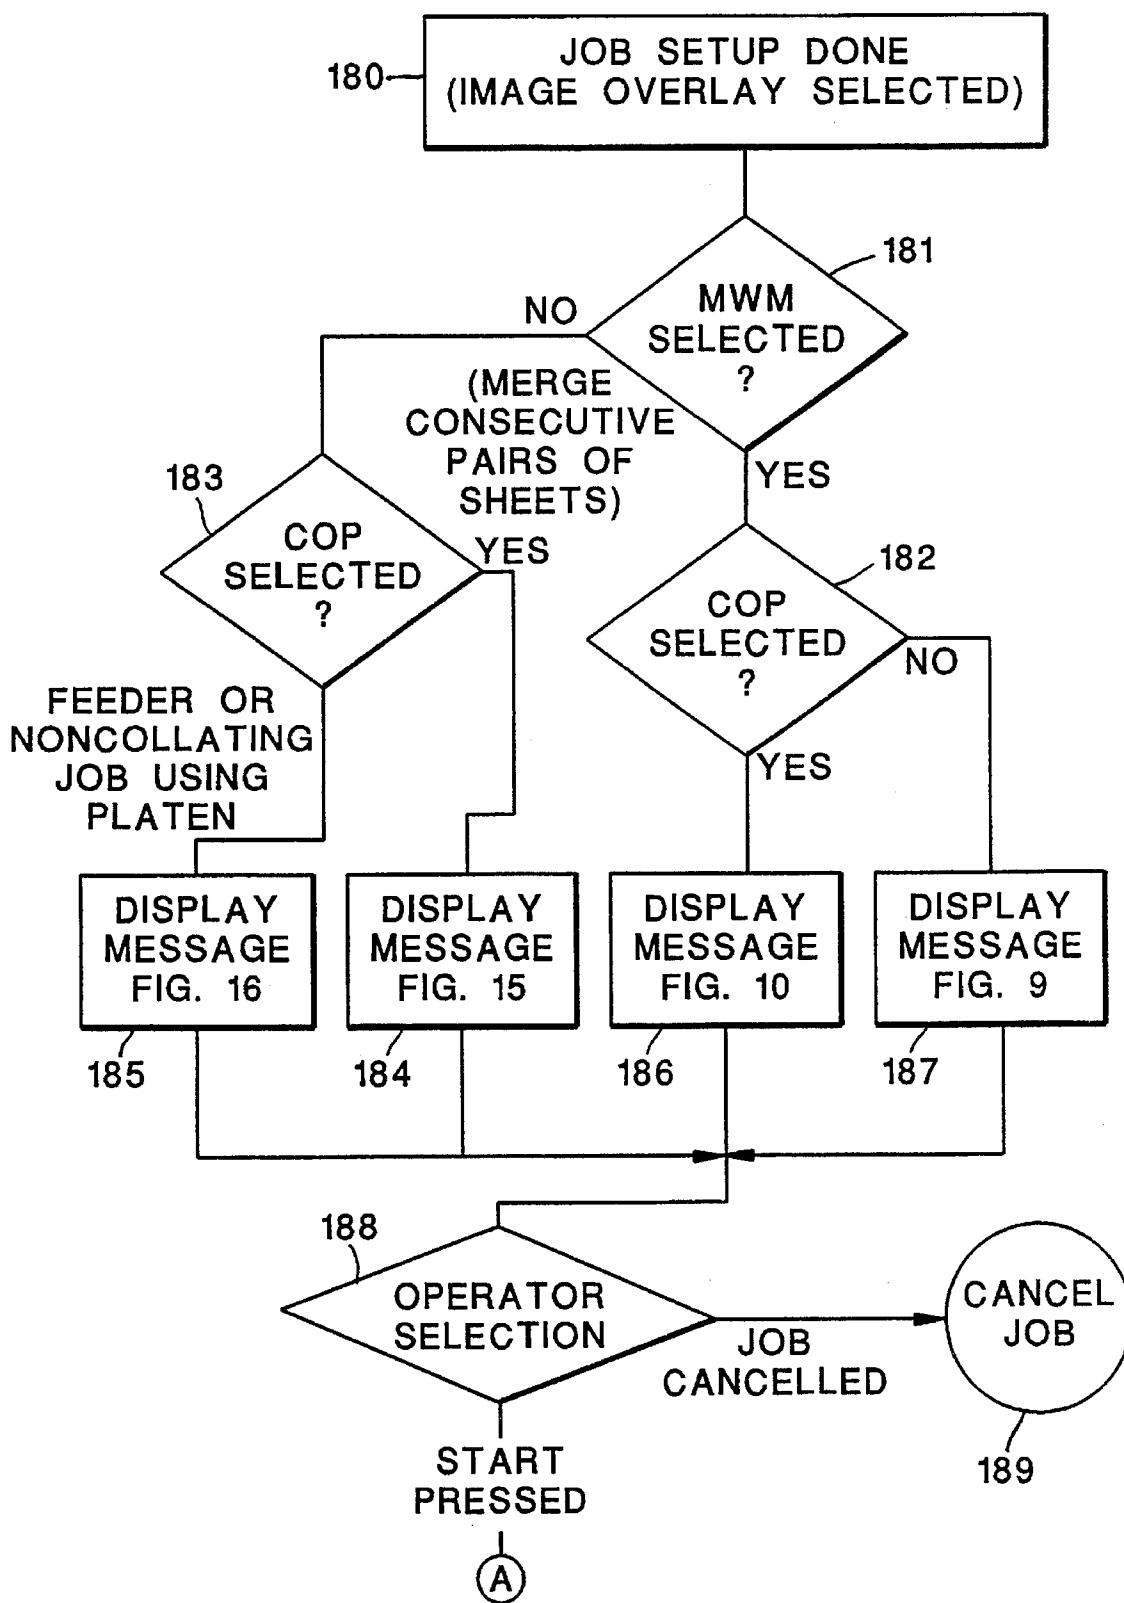 JOB SETUP DONE
(IMAGE OVERLAY SELECTED)
180
181
MWM
SELECTED
?
NO
(MERGE
CONSECUTIVE
PAIRS OF
SHEETS)
YES
183
COP
SELECTED
?
YES
182
COP
SELECTED
?
NO
YES
FEEDER OR
NONCOLLATING
JOB USING
PLATEN
DISPLAY
MESSAGE
FIG. 16
DISPLAY
MESSAGE
FIG. 15
DISPLAY
MESSAGE
FIG. 10
DISPLAY
MESSAGE
FIG. 9
185
184
186
187
188
OPERATOR
SELECTION
JOB
CANCELLED
CANCEL
JOB
189
START
PRESSED
A